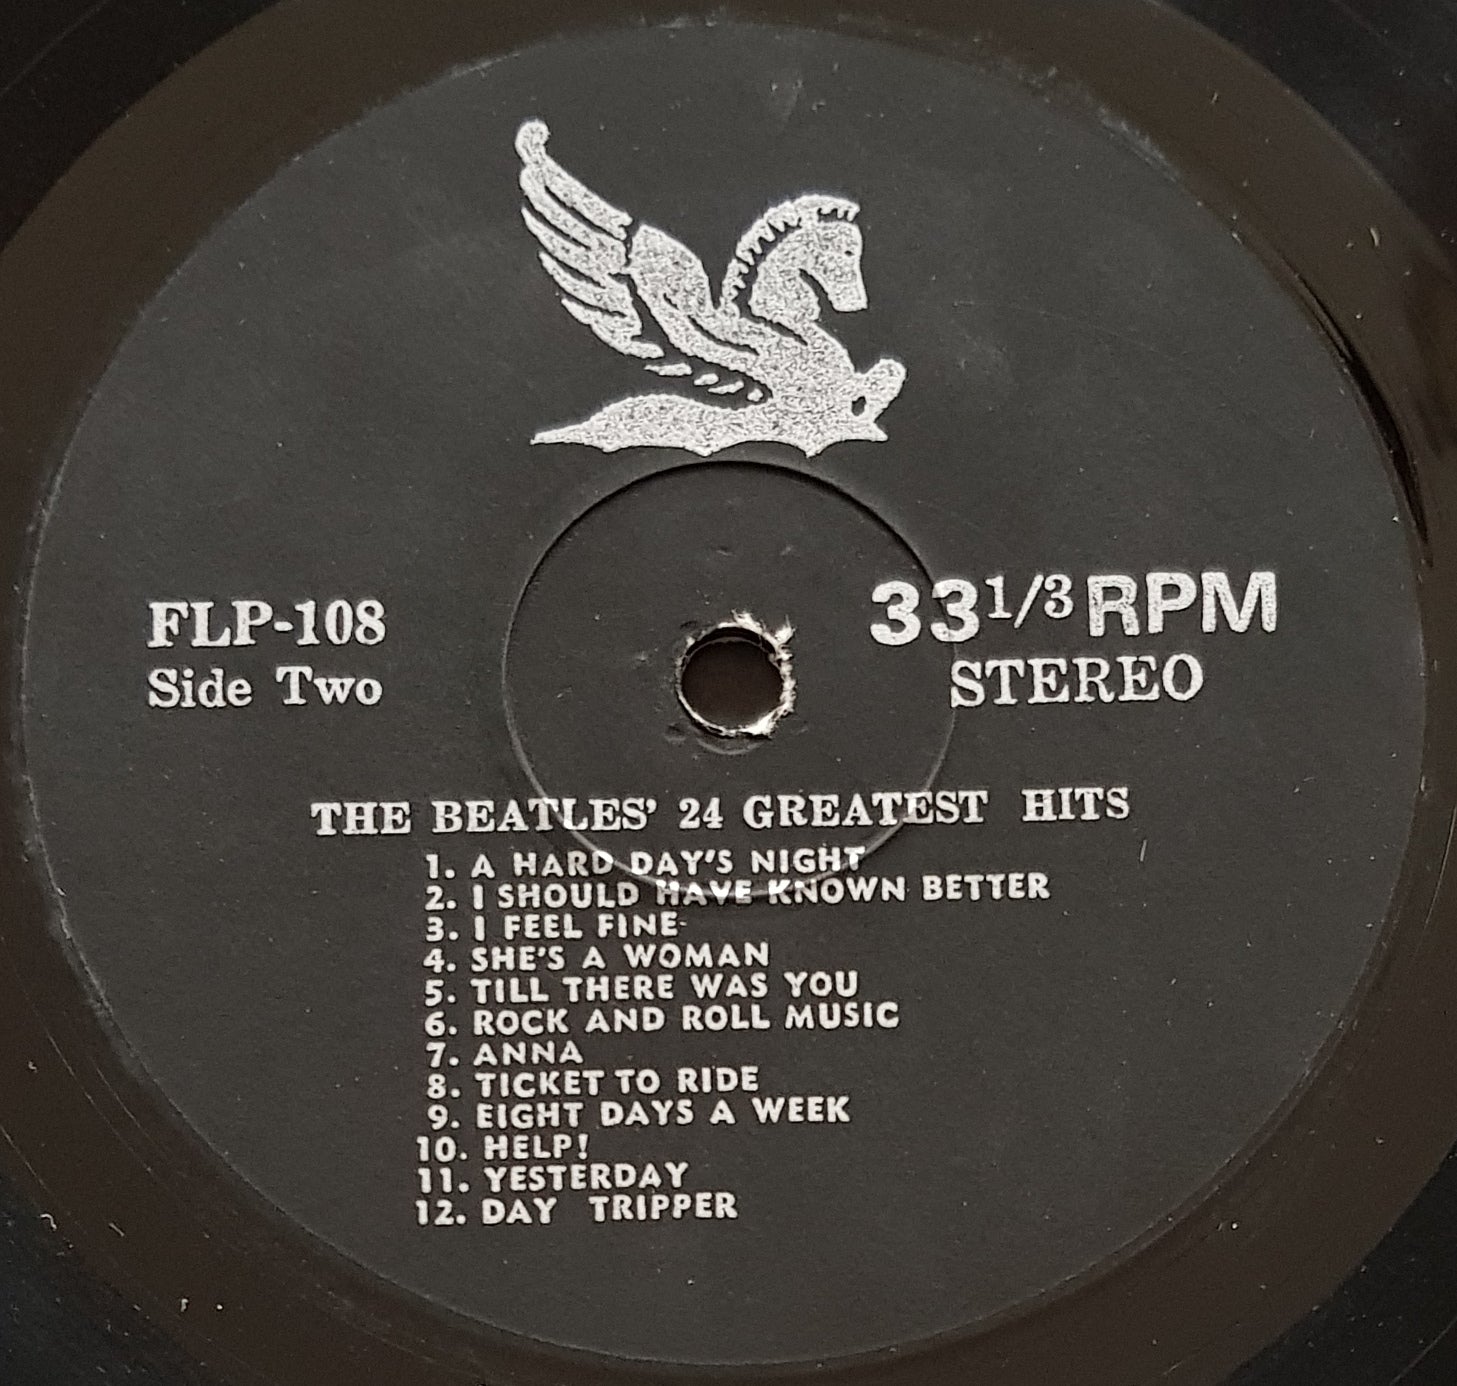 FLP-108
Side Two
33 1/3 RPM
STEREO
THE BEATLES' 24 GREATEST HITS
1. A HARD DAY'S NIGHT
2. I SHOULD HAVE KNOWN BETTER
3. I FEEL FINE
4. SHE'S A WOMAN
5. TILL THERE WAS YOU
6. ROCK AND ROLL MUSIC
7. ANNA
8. TICKET TO RIDE
9. EIGHT DAYS A WEEK
10. HELP!
11. YESTERDAY
12. DAY TRIPPER